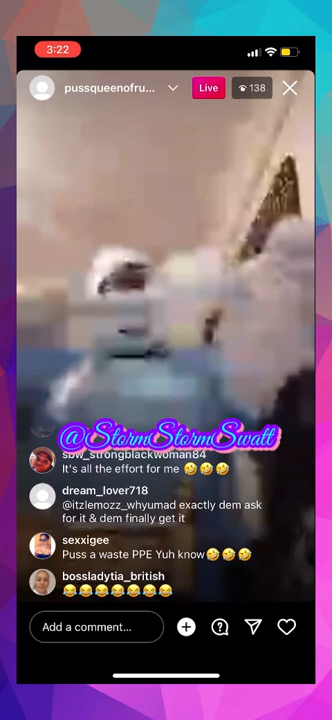 3:22
pussqueenofru...
Live
138
@StormStormSwatt
sbw_strongblackwoman84
It's all the effort for me 🤣🤣🤣
dream_lover718
@itzlemozz_whyumad exactly dem ask
for it & dem finally get it
sexxigee
Puss a waste PPE Yuh know🤣🤣🤣
bossladytia_british
😂😂😂😂😂😂😂
Add a comment...